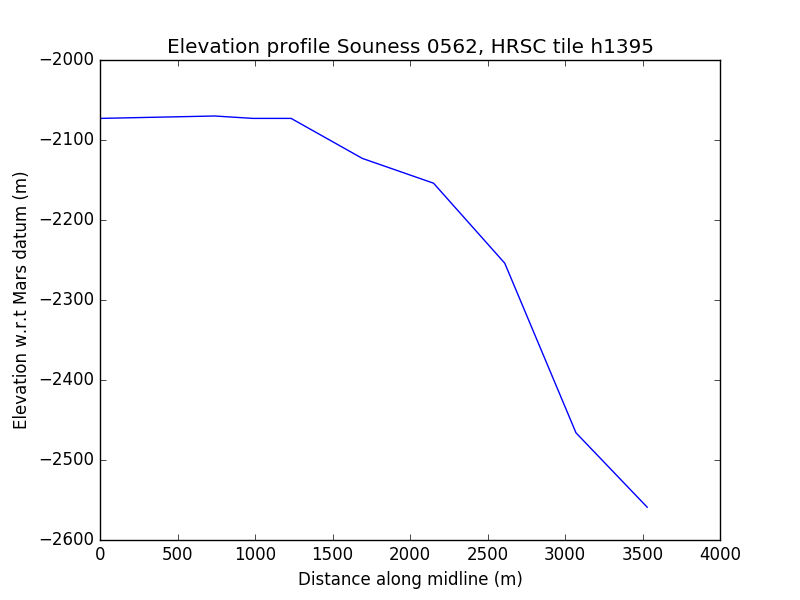 Elevation profile Souness 0562, HRSC tile h1395
Elevation w.r.t Mars datum (m)
−2000
−2100
−2200
−2300
−2400
−2500
−2600
0 500 1000 1500 2000 2500 3000 3500 4000
Distance along midline (m)